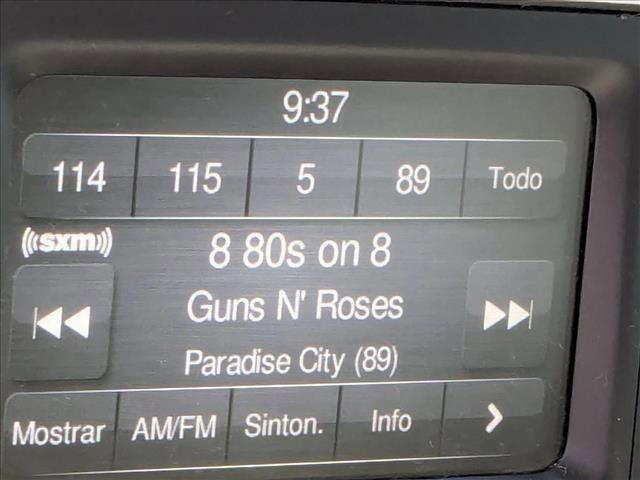 9:37
114 115 5 89 Todo
((sxm))
8 80s on 8
Guns N' Roses
Paradise City (89)
Mostrar AM/FM Sinton. Info >